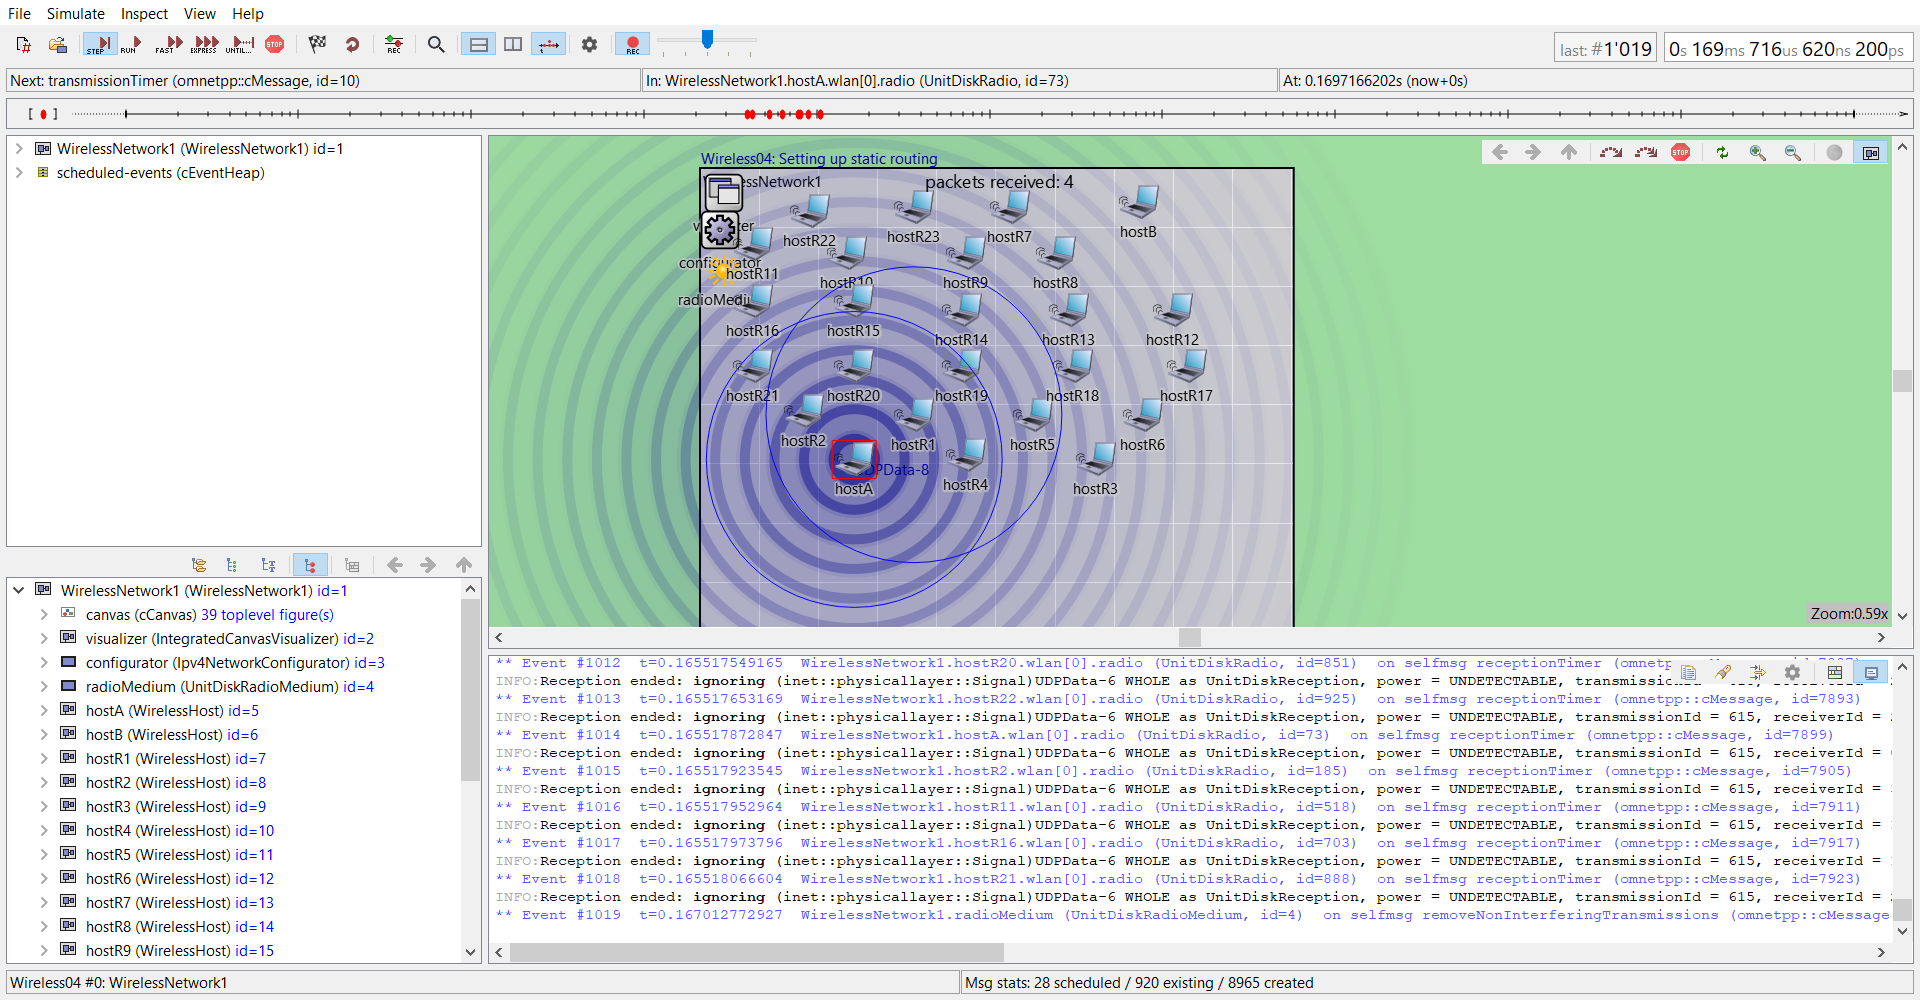 File Simulate Inspect View Help
STEP RUN FAST EXPRESS UNTIL... STOP REC REC
last: #1'019 0s 169ms 716us 620ns 200ps
Next: transmissionTimer (omnetpp::cMessage, id=10) In: WirelessNetwork1.hostA.wlan[0].radio (UnitDiskRadio, id=73) At: 0.1697166202s (now+0s)
WirelessNetwork1 (WirelessNetwork1) id=1
scheduled-events (cEventHeap)
WirelessNetwork1 (WirelessNetwork1) id=1
canvas (cCanvas) 39 toplevel figure(s)
visualizer (IntegratedCanvasVisualizer) id=2
configurator (Ipv4NetworkConfigurator) id=3
radioMedium (UnitDiskRadioMedium) id=4
hostA (WirelessHost) id=5
hostB (WirelessHost) id=6
hostR1 (WirelessHost) id=7
hostR2 (WirelessHost) id=8
hostR3 (WirelessHost) id=9
hostR4 (WirelessHost) id=10
hostR5 (WirelessHost) id=11
hostR6 (WirelessHost) id=12
hostR7 (WirelessHost) id=13
hostR8 (WirelessHost) id=14
hostR9 (WirelessHost) id=15
Wireless04: Setting up static routing
STOP
packets received: 4
hostR22 hostR23 hostR7 hostB
configurator
hostR11 hostR10 hostR9 hostR8
hostR16 hostR15 hostR14 hostR13 hostR12
hostR21 hostR20 hostR19 hostR18 hostR17
hostR2 hostR1 hostR5 hostR6
DPData-8
hostA hostR4 hostR3
Zoom:0.59x
** Event #1012 t=0.165517549165 WirelessNetwork1.hostR20.wlan[0].radio (UnitDiskRadio, id=851) on selfmsg receptionTimer (omnetpp::cMessage,
INFO:Reception ended: ignoring (inet::physicallayer::Signal)UDPData-6 WHOLE as UnitDiskReception, power = UNDETECTABLE, transmissionId
** Event #1013 t=0.165517653169 WirelessNetwork1.hostR22.wlan[0].radio (UnitDiskRadio, id=925) on selfmsg receptionTimer (omnetpp::cMessage, id=7893)
INFO:Reception ended: ignoring (inet::physicallayer::Signal)UDPData-6 WHOLE as UnitDiskReception, power = UNDETECTABLE, transmissionId = 615, receiverId =
** Event #1014 t=0.165517872847 WirelessNetwork1.hostA.wlan[0].radio (UnitDiskRadio, id=73) on selfmsg receptionTimer (omnetpp::cMessage, id=7899)
INFO:Reception ended: ignoring (inet::physicallayer::Signal)UDPData-6 WHOLE as UnitDiskReception, power = UNDETECTABLE, transmissionId = 615, receiverId =
** Event #1015 t=0.165517923545 WirelessNetwork1.hostR2.wlan[0].radio (UnitDiskRadio, id=185) on selfmsg receptionTimer (omnetpp::cMessage, id=7905)
INFO:Reception ended: ignoring (inet::physicallayer::Signal)UDPData-6 WHOLE as UnitDiskReception, power = UNDETECTABLE, transmissionId = 615, receiverId =
** Event #1016 t=0.165517952964 WirelessNetwork1.hostR11.wlan[0].radio (UnitDiskRadio, id=518) on selfmsg receptionTimer (omnetpp::cMessage, id=7911)
INFO:Reception ended: ignoring (inet::physicallayer::Signal)UDPData-6 WHOLE as UnitDiskReception, power = UNDETECTABLE, transmissionId = 615, receiverId =
** Event #1017 t=0.165517973796 WirelessNetwork1.hostR16.wlan[0].radio (UnitDiskRadio, id=703) on selfmsg receptionTimer (omnetpp::cMessage, id=7917)
INFO:Reception ended: ignoring (inet::physicallayer::Signal)UDPData-6 WHOLE as UnitDiskReception, power = UNDETECTABLE, transmissionId = 615, receiverId =
** Event #1018 t=0.165518066604 WirelessNetwork1.hostR21.wlan[0].radio (UnitDiskRadio, id=888) on selfmsg receptionTimer (omnetpp::cMessage, id=7923)
INFO:Reception ended: ignoring (inet::physicallayer::Signal)UDPData-6 WHOLE as UnitDiskReception, power = UNDETECTABLE, transmissionId = 615, receiverId =
** Event #1019 t=0.167012772927 WirelessNetwork1.radioMedium (UnitDiskRadioMedium, id=4) on selfmsg removeNonInterferingTransmissions (omnetpp::cMessage
Wireless04 #0: WirelessNetwork1 Msg stats: 28 scheduled / 920 existing / 8965 created